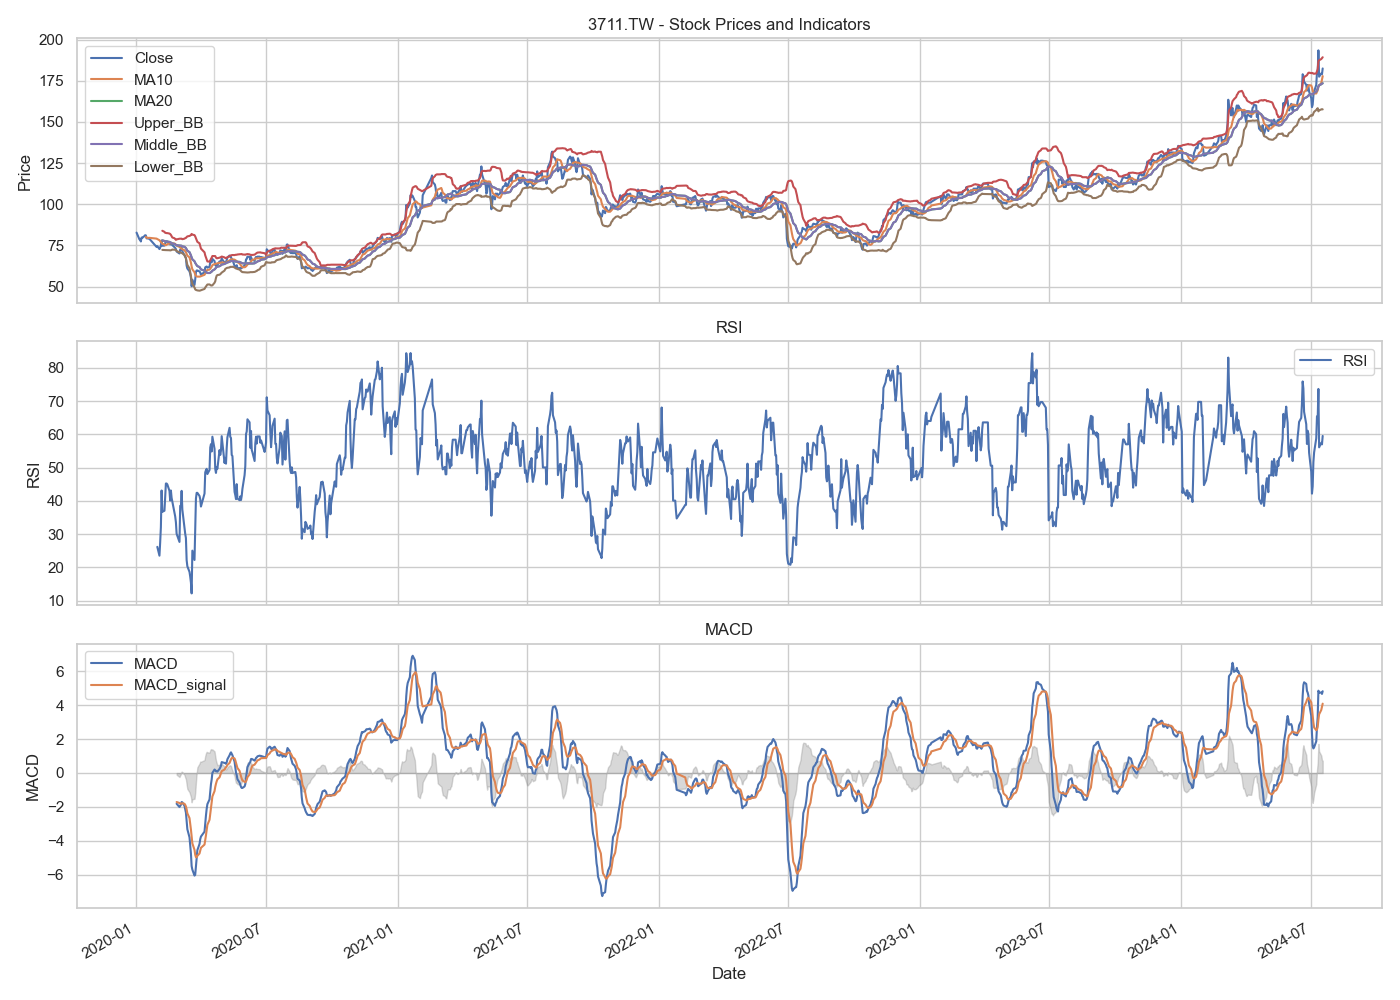 3711.TW - Stock Prices and Indicators
200
175
150
125
100
75
50
Price
Close
MA10
MA20
Upper_BB
Middle_BB
Lower_BB
RSI
80
70
60
50
40
30
20
10
RSI
RSI
MACD
6
4
2
0
−2
−4
−6
MACD
MACD
MACD_signal
2020-01
2020-07
2021-01
2021-07
2022-01
2022-07
2023-01
2023-07
2024-01
2024-07
Date